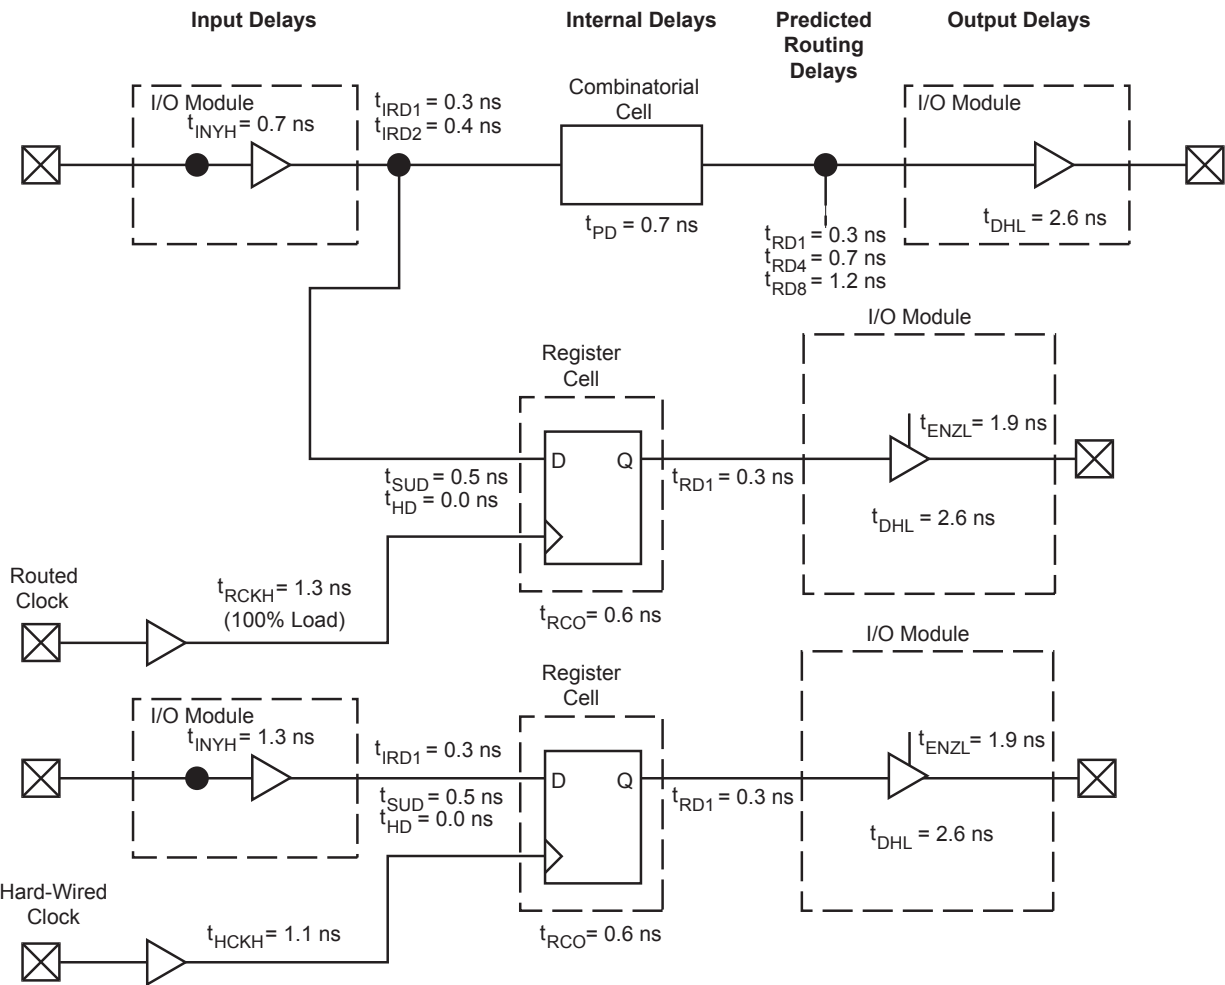 Input Delays
Internal Delays
Predicted
Routing
Delays
Output Delays
I/O Module
tINYH = 0.7 ns
tIRD1 = 0.3 ns
tIRD2 = 0.4 ns
Combinatorial
Cell
tPD = 0.7 ns
tRD1 = 0.3 ns
tRD4 = 0.7 ns
tRD8 = 1.2 ns
I/O Module
tDHL = 2.6 ns
Register
Cell
D
Q
tSUD = 0.5 ns
tHD = 0.0 ns
tRCO = 0.6 ns
tRD1 = 0.3 ns
I/O Module
tENZL = 1.9 ns
tDHL = 2.6 ns
Routed
Clock
tRCKH = 1.3 ns
(100% Load)
I/O Module
tINYH = 1.3 ns
tIRD1 = 0.3 ns
tSUD = 0.5 ns
tHD = 0.0 ns
Register
Cell
D
Q
tRCO = 0.6 ns
tRD1 = 0.3 ns
I/O Module
tENZL = 1.9 ns
tDHL = 2.6 ns
Hard-Wired
Clock
tHCKH = 1.1 ns